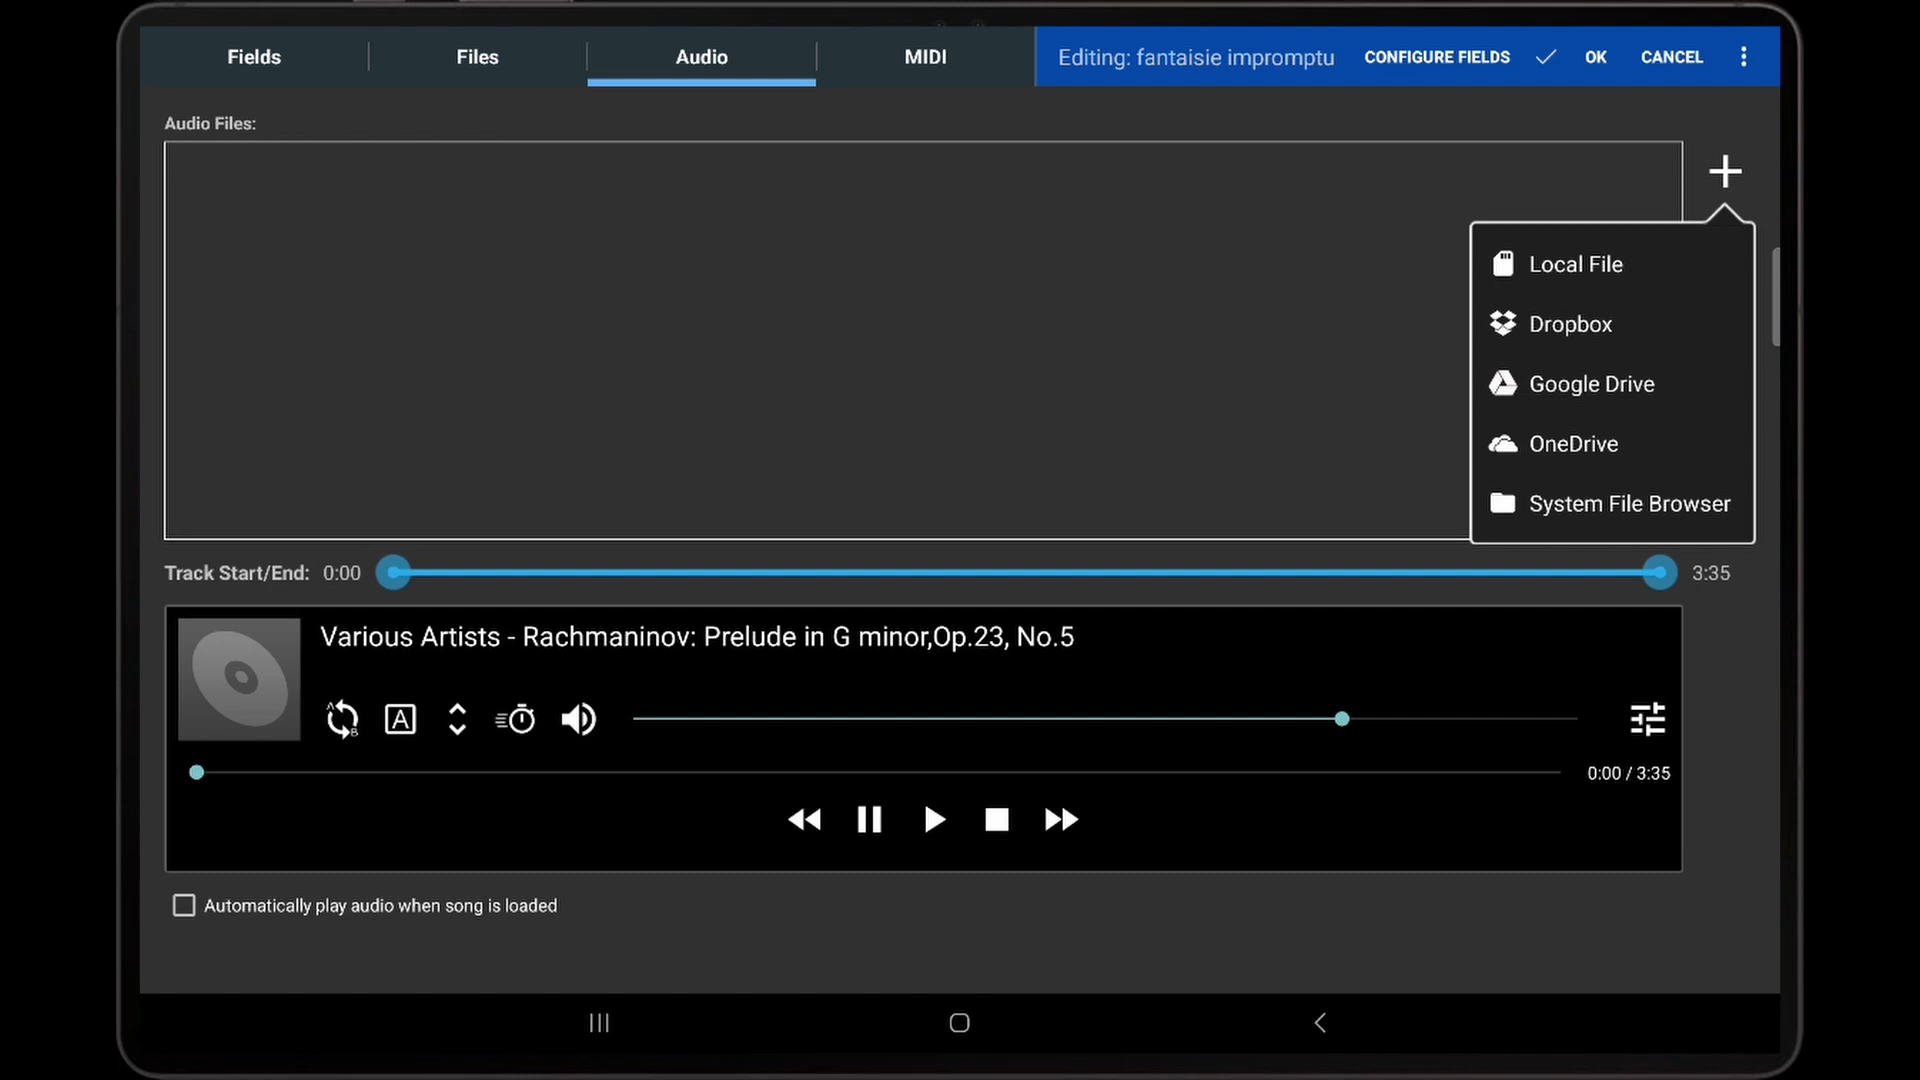 Fields
Files
Audio
MIDI
Editing: fantaisie impromptu
CONFIGURE FIELDS
OK
CANCEL
Audio Files:
Local File
Dropbox
Google Drive
OneDrive
System File Browser
Track Start/End: 0:00
3:35
Various Artists - Rachmaninov: Prelude in G minor,Op.23, No.5
A
B
A
0:00 / 3:35
Automatically play audio when song is loaded